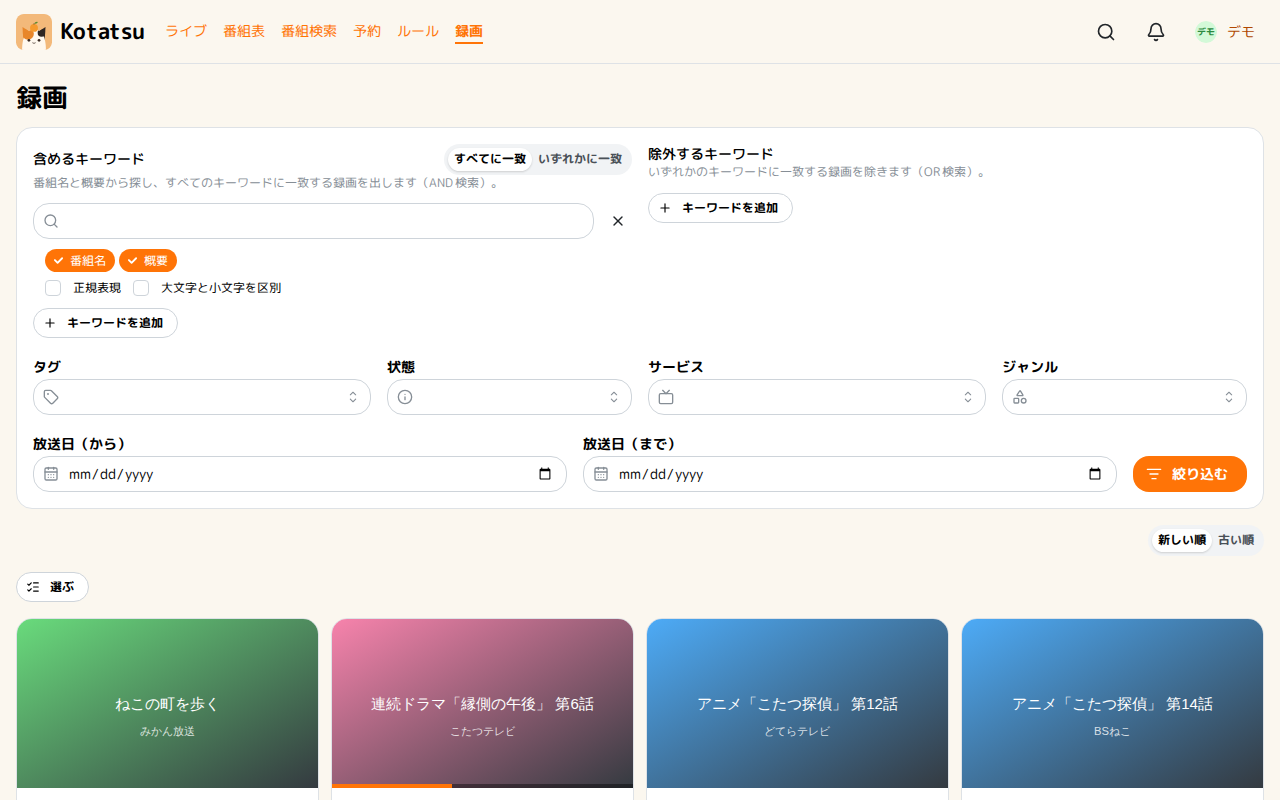 Kotatsu
ライブ 番組表 番組検索 予約 ルール 録画
デモ デモ
録画
含めるキーワード
すべてに一致 いずれかに一致
番組名と概要から探し、すべてのキーワードに一致する録画を出します（AND検索）。
番組名 概要
正規表現 大文字と小文字を区別
キーワードを追加
除外するキーワード
いずれかのキーワードに一致する録画を除きます（OR検索）。
キーワードを追加
タグ 状態 サービス ジャンル
放送日（から） 放送日（まで）
mm/dd/yyyy mm/dd/yyyy 絞り込む
新しい順 古い順
選ぶ
ねこの町を歩く
みかん放送
連続ドラマ「縁側の午後」 第6話
こたつテレビ
アニメ「こたつ探偵」 第12話
どてらテレビ
アニメ「こたつ探偵」 第14話
BSねこ